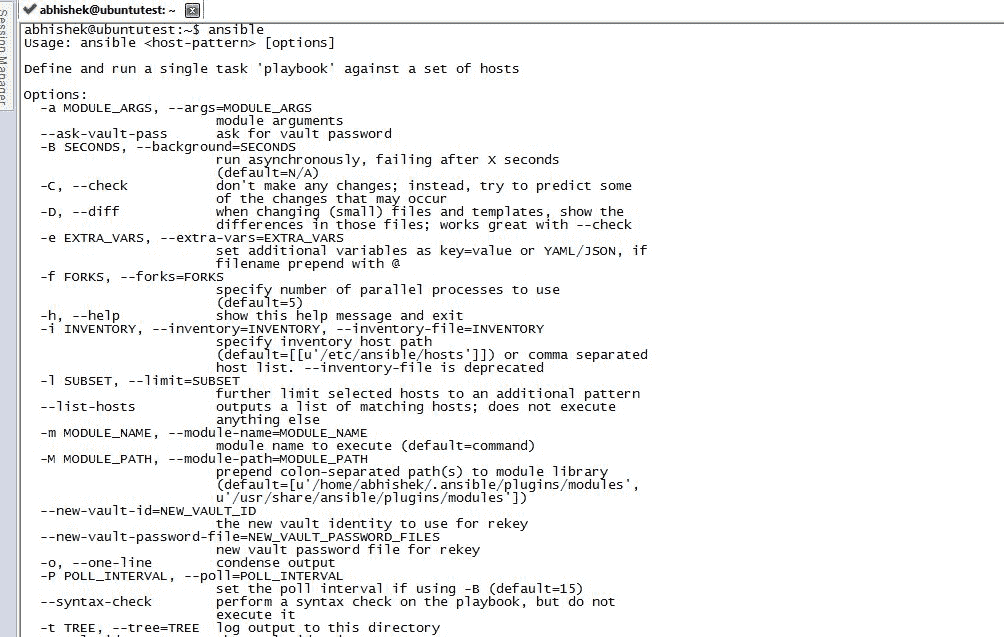 Session Manager
abhishek@ubuntutest: ~
abhishek@ubuntutest:~$ ansible
Usage: ansible <host-pattern> [options]
Define and run a single task 'playbook' against a set of hosts
Options:
-a MODULE_ARGS, --args=MODULE_ARGS
module arguments
--ask-vault-pass ask for vault password
-B SECONDS, --background=SECONDS
run asynchronously, failing after X seconds
(default=N/A)
-C, --check don't make any changes; instead, try to predict some
of the changes that may occur
-D, --diff when changing (small) files and templates, show the
differences in those files; works great with --check
-e EXTRA_VARS, --extra-vars=EXTRA_VARS
set additional variables as key=value or YAML/JSON, if
filename prepend with @
-f FORKS, --forks=FORKS
specify number of parallel processes to use
(default=5)
-h, --help show this help message and exit
-i INVENTORY, --inventory=INVENTORY, --inventory-file=INVENTORY
specify inventory host path
(default=[[u'/etc/ansible/hosts']]) or comma separated
host list. --inventory-file is deprecated
-l SUBSET, --limit=SUBSET
further limit selected hosts to an additional pattern
--list-hosts outputs a list of matching hosts; does not execute
anything else
-m MODULE_NAME, --module-name=MODULE_NAME
module name to execute (default=command)
-M MODULE_PATH, --module-path=MODULE_PATH
prepend colon-separated path(s) to module library
(default=[u'/home/abhishek/.ansible/plugins/modules',
u'/usr/share/ansible/plugins/modules'])
--new-vault-id=NEW_VAULT_ID
the new vault identity to use for rekey
--new-vault-password-file=NEW_VAULT_PASSWORD_FILES
new vault password file for rekey
-o, --one-line condense output
-P POLL_INTERVAL, --poll=POLL_INTERVAL
set the poll interval if using -B (default=15)
--syntax-check perform a syntax check on the playbook, but do not
execute it
-t TREE, --tree=TREE log output to this directory